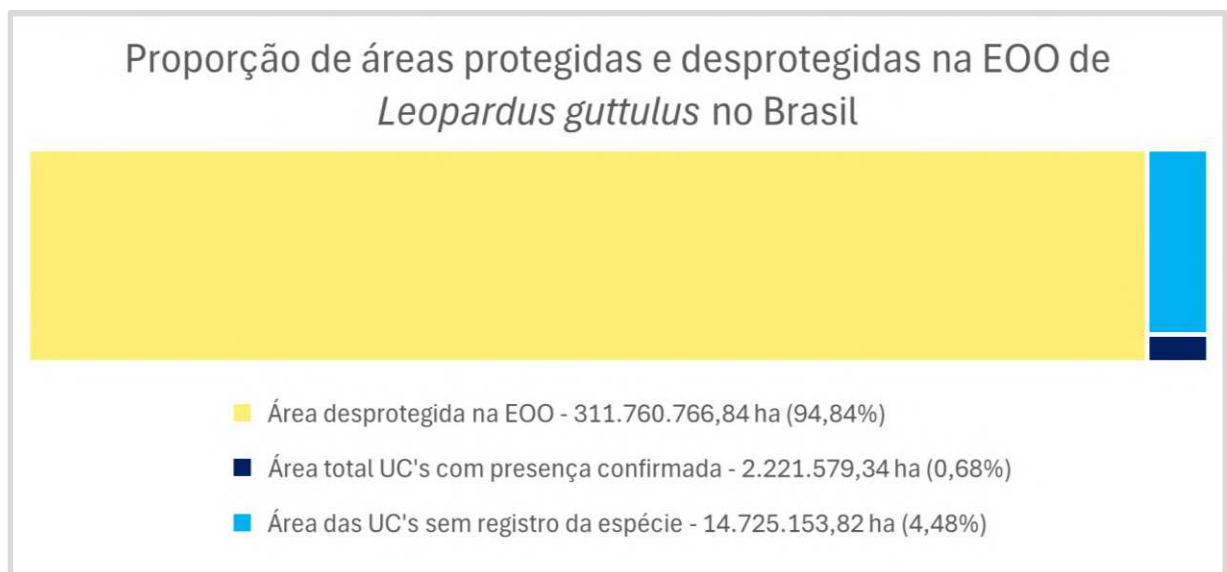 Proporção de áreas protegidas e desprotegidas na EOO de
Leopardus guttulus no Brasil
Área desprotegida na EOO - 311.760.766,84 ha (94,84%)
Área total UC's com presença confirmada - 2.221.579,34 ha (0,68%)
Área das UC's sem registro da espécie - 14.725.153,82 ha (4,48%)